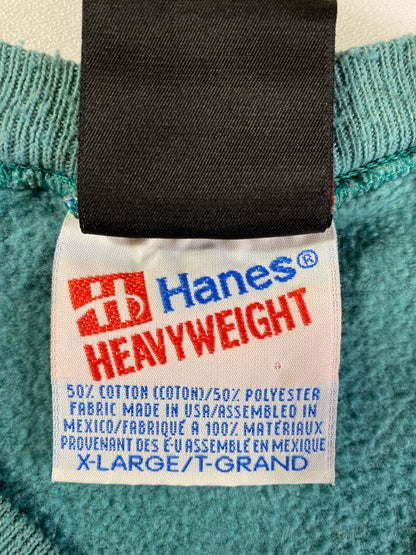 Hanes®
HEAVYWEIGHT
50% COTTON (COTON)/50% POLYESTER
FABRIC MADE IN USA/ASSEMBLED IN
MEXICO/FABRIQUÉ A 100% MATÉRIAUX
PROVENANT DES É-U ASSEMBLÉ EN MEXIQUE
X-LARGE/T-GRAND